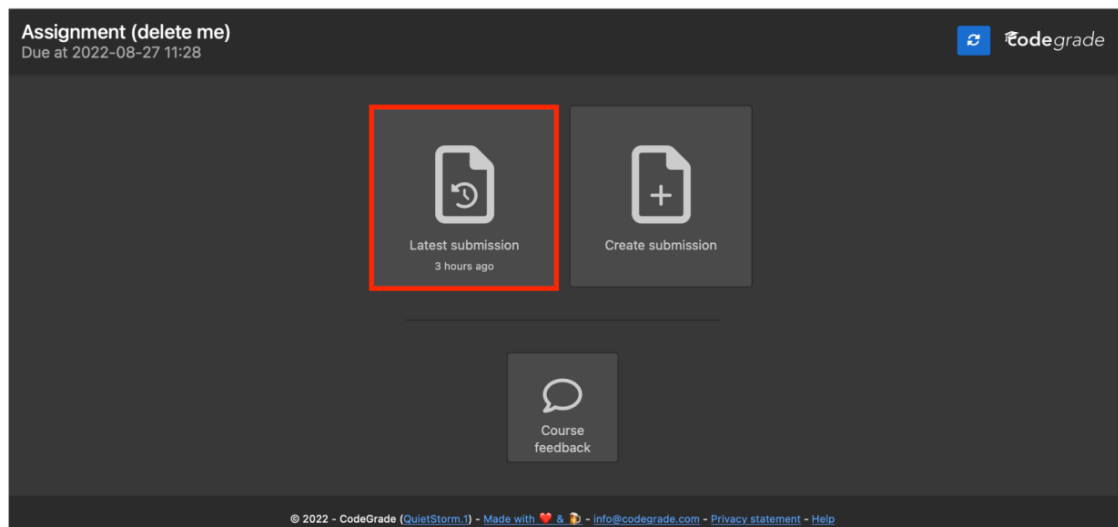 Assignment (delete me)
Due at 2022-08-27 11:28
codegrade
Latest submission
3 hours ago
Create submission
Course
feedback
© 2022 - CodeGrade (QuietStorm.1) - Made with ❤️ & 🍺 - info@codegrade.com - Privacy statement - Help